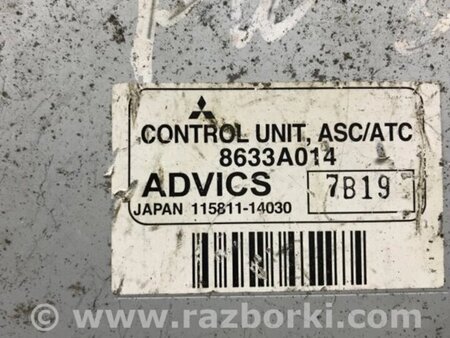 CONTROL UNIT, ASC/ATC
8633A014
ADVICS 7B19
JAPAN 115811-14030
www.razborki.com